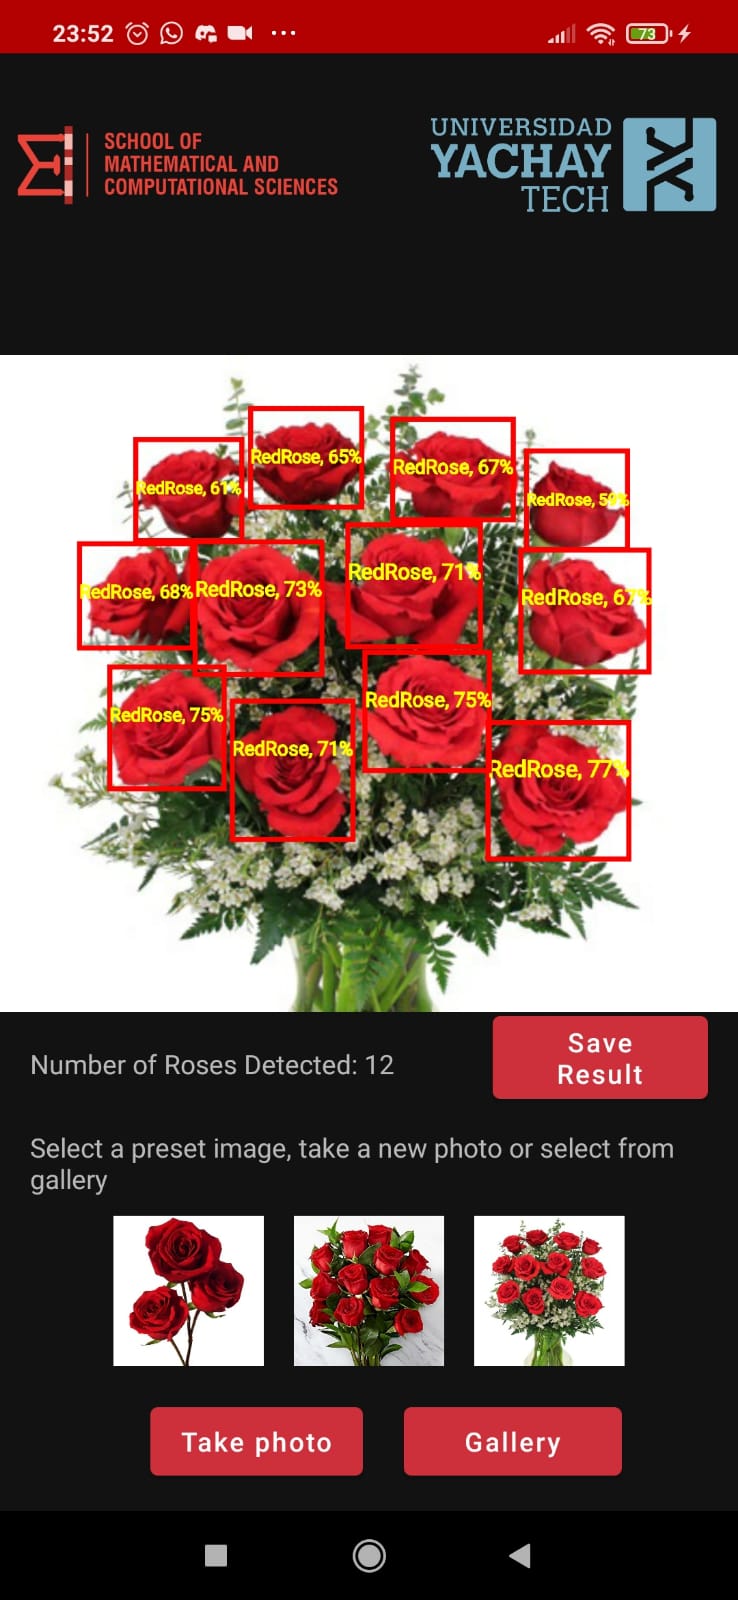 23:52
73
SCHOOL OF
MATHEMATICAL AND
COMPUTATIONAL SCIENCES
UNIVERSIDAD
YACHAY
TECH
RedRose, 65%
RedRose, 67%
RedRose, 61%
RedRose,
RedRose, 71%
RedRose, 68%
RedRose, 73%
RedRose, 67%
RedRose, 75%
RedRose, 75%
RedRose, 71%
RedRose, 77%
Number of Roses Detected: 12
Save
Result
Select a preset image, take a new photo or select from
gallery
Take photo
Gallery